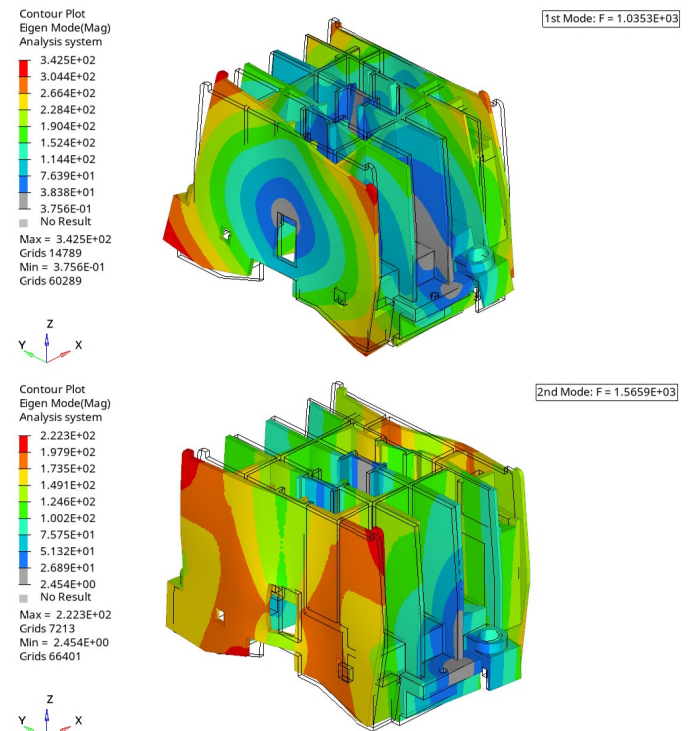 Contour Plot
Eigen Mode(Mag)
Analysis system
3.425E+02
3.044E+02
2.664E+02
2.284E+02
1.904E+02
1.524E+02
1.144E+02
7.639E+01
3.838E+01
3.756E-01
No Result
Max = 3.425E+02
Grids 14789
Min = 3.756E-01
Grids 60289
1st Mode: F = 1.0353E+03
Z
Y X
Contour Plot
Eigen Mode(Mag)
Analysis system
2.223E+02
1.979E+02
1.735E+02
1.491E+02
1.246E+02
1.002E+02
7.575E+01
5.132E+01
2.689E+01
2.454E+00
No Result
Max = 2.223E+02
Grids 7213
Min = 2.454E+00
Grids 66401
2nd Mode: F = 1.5659E+03
Z
Y X